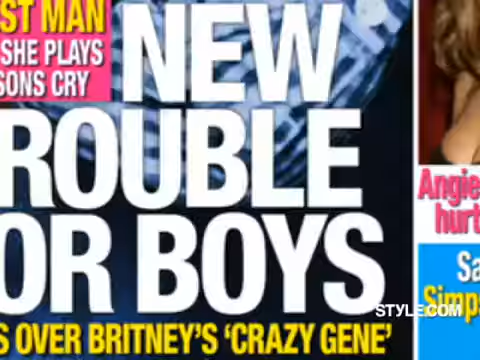 ST MAN
SHE PLAYS
SONS CRY
NEW
ROUBLE
OR BOYS
S OVER BRITNEY'S 'CRAZY GENE'
Angie
hurt
Sa
Simps
STYLE.COM